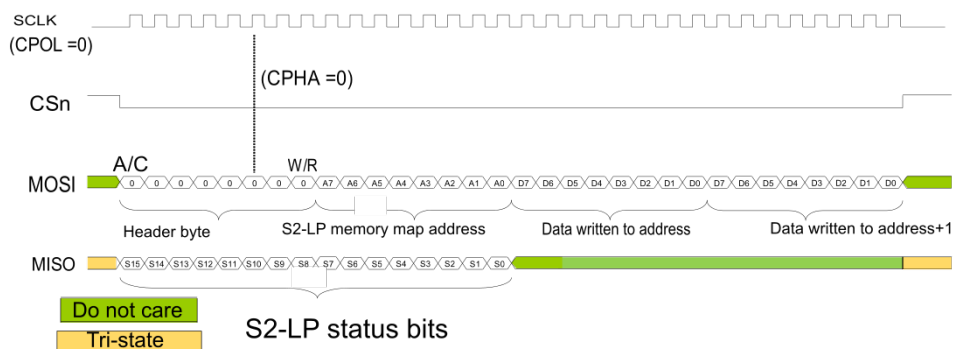 SCLK
(CPOL =0)
(CPHA =0)
CSn
A/C W/R
MOSI 0 0 0 0 0 0 0 0 A7 A6 A5 A4 A3 A2 A1 A0 D7 D6 D5 D4 D3 D2 D1 D0 D7 D6 D5 D4 D3 D2 D1 D0
Header byte S2-LP memory map address Data written to address Data written to address+1
MISO S15 S14 S13 S12 S11 S10 S9 S8 S7 S6 S5 S4 S3 S2 S1 S0
Do not care
S2-LP status bits
Tri-state